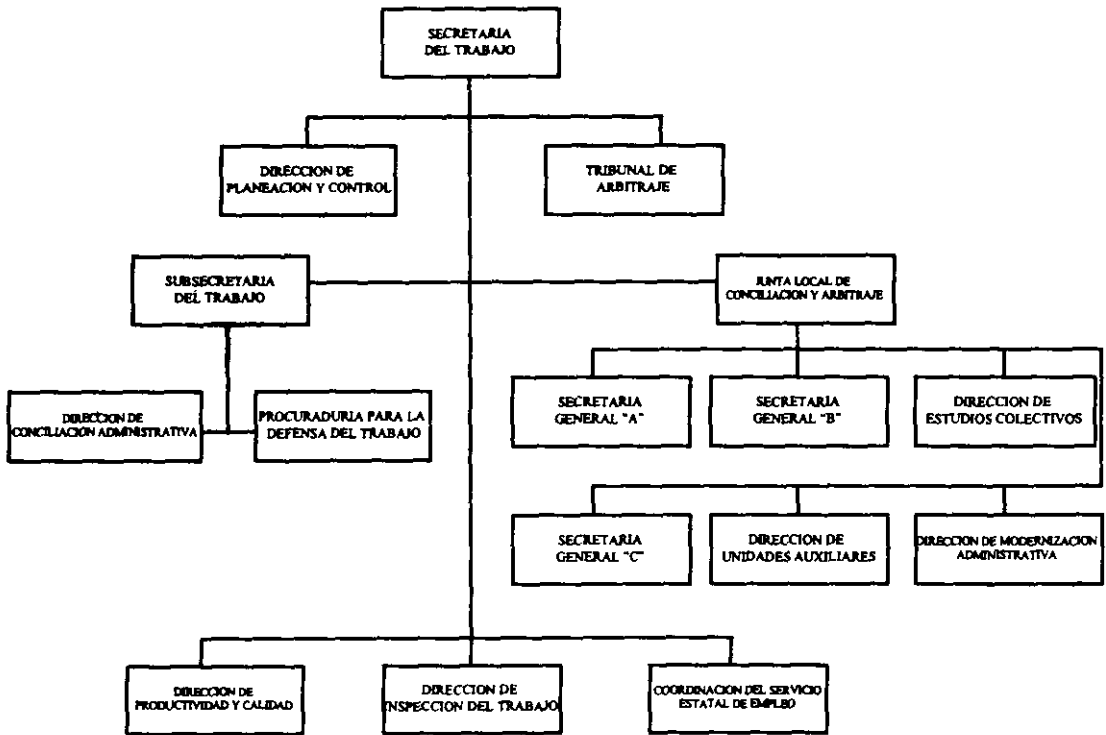 SECRETARIA
DEL TRABAJO
DIRECCION DE
PLANEACION Y CONTROL
TRIBUNAL DE
ARBITRAJE
SUBSECRETARIA
DEL TRABAJO
JUNTA LOCAL DE
CONCILIACION Y ARBITRAJE
DIRECCION DE
CONCILIACION ADMINISTRATIVA
PROCURADURIA PARA LA
DEFENSA DEL TRABAJO
SECRETARIA
GENERAL "A"
SECRETARIA
GENERAL "B"
DIRECCION DE
ESTUDIOS COLECTIVOS
SECRETARIA
GENERAL "C"
DIRECCION DE
UNIDADES AUXILIARES
DIRECCION DE MODERNIZACION
ADMINISTRATIVA
DIRECCION DE
PRODUCTIVIDAD Y CALIDAD
DIRECCION DE
INSPECCION DEL TRABAJO
COORDINACION DEL SERVICIO
ESTATAL DE EMPLEO